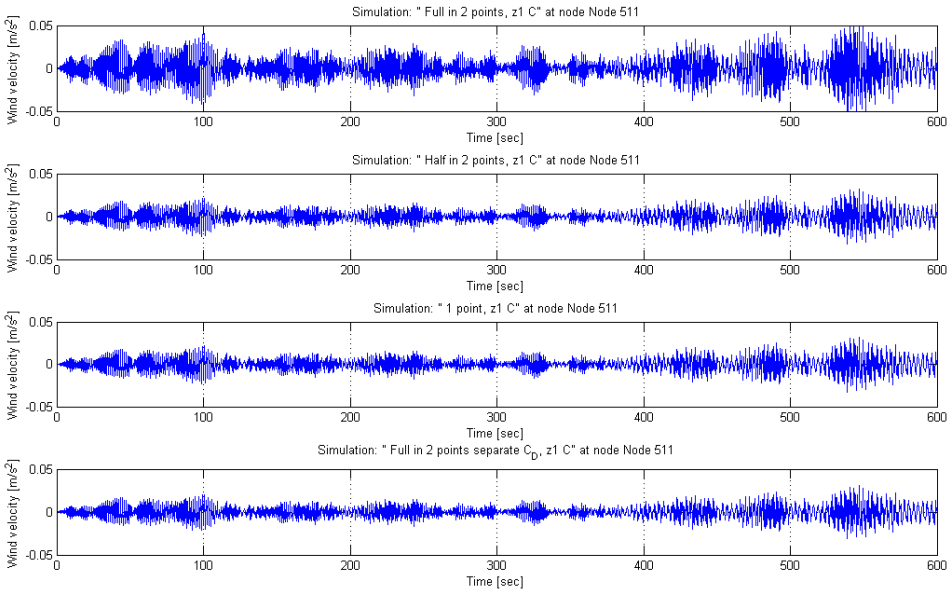 Simulation: " Full in 2 points, z1 C" at node Node 511
Wind velocity [m/s²]
0.05
0
-0.05
0 100 200 300 400 500 600
Time [sec]
Simulation: " Half in 2 points, z1 C" at node Node 511
Wind velocity [m/s²]
0.05
0
-0.05
0 100 200 300 400 500 600
Time [sec]
Simulation: " 1 point, z1 C" at node Node 511
Wind velocity [m/s²]
0.05
0
-0.05
0 100 200 300 400 500 600
Time [sec]
Simulation: " Full in 2 points separate C_D, z1 C" at node Node 511
Wind velocity [m/s²]
0.05
0
-0.05
0 100 200 300 400 500 600
Time [sec]